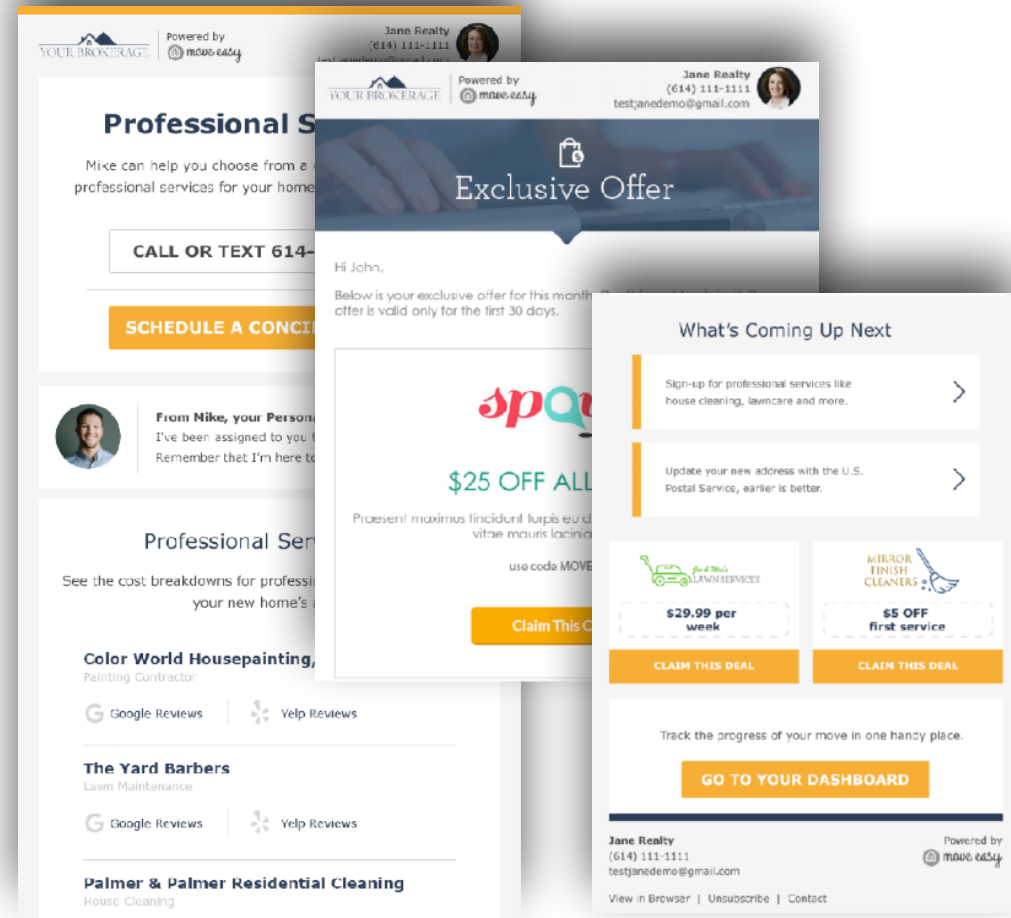 YOUR BROKERAGE
Powered by
move easy
Jane Realty
(614) 111-1111
Professional S
Mike can help you choose from a
professional services for your home
CALL OR TEXT 614-
SCHEDULE A CONCIE
From Mike, your Persona
I've been assigned to you
Remember that I'm here to
Professional Ser
See the cost breakdowns for professi
your new home's
Color World Housepainting,
Painting Contractor
Google Reviews
Yelp Reviews
The Yard Barbers
Lawn Maintenance
Google Reviews
Yelp Reviews
Palmer & Palmer Residential Cleaning
House Cleaning
YOUR BROKERAGE
Powered by
move easy
Jane Realty
(614) 111-1111
testjanedemo@gmail.com
Exclusive Offer
Hi John,
Below is your exclusive offer for this month.
offer is valid only for the first 30 days.
$25 OFF ALL
Praesent maximus tincidunt turpis eu
vitae mauris lacinia
use code MOVE
Claim This C
What's Coming Up Next
Sign-up for professional services like
house cleaning, lawncare and more.
Update your new address with the U.S.
Postal Service, earlier is better.
LAWN SERVICES
$29.99 per
week
CLAIM THIS DEAL
MIRROR
FINISH
CLEANERS
$5 OFF
first service
CLAIM THIS DEAL
Track the progress of your move in one handy place.
GO TO YOUR DASHBOARD
Jane Realty
(614) 111-1111
testjanedemo@gmail.com
Powered by
move easy
View in Browser | Unsubscribe | Contact